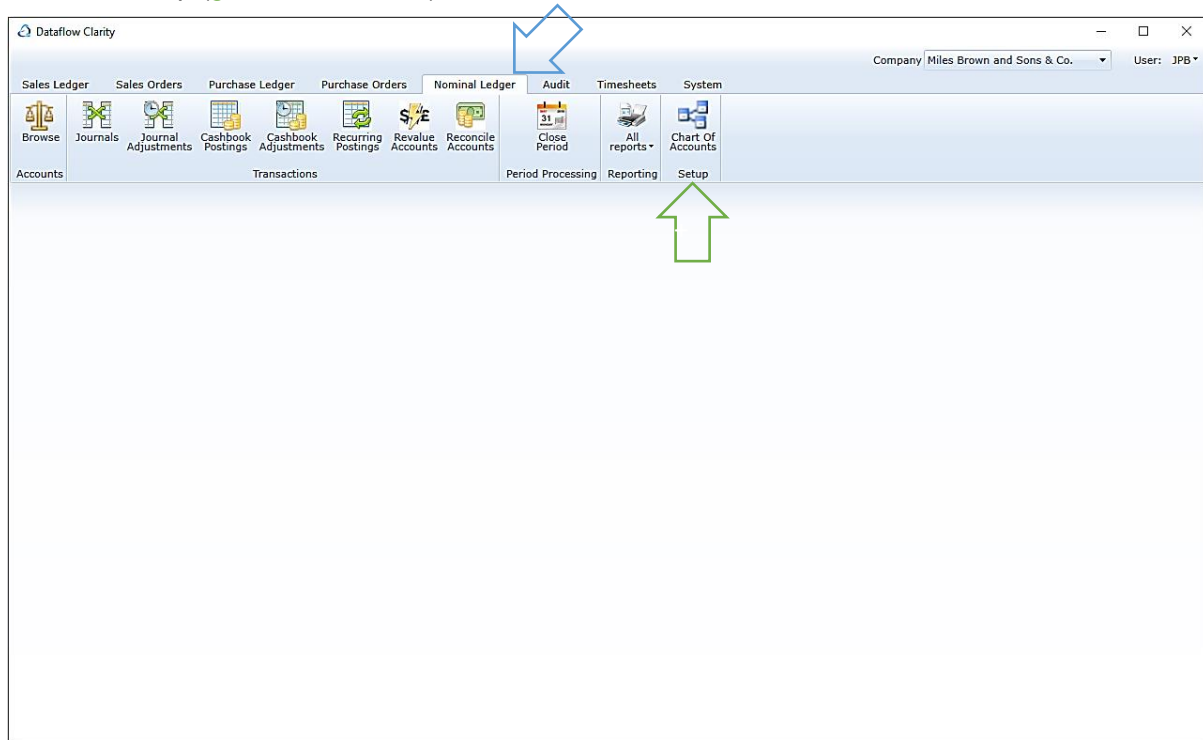 Dataflow Clarity
Company Miles Brown and Sons & Co. User: JPB
Sales Ledger Sales Orders Purchase Ledger Purchase Orders Nominal Ledger Audit Timesheets System
31
Browse Journals Journal Adjustments Cashbook Postings Cashbook Adjustments Recurring Postings Revalue Accounts Reconcile Accounts Close Period All reports Chart Of Accounts
Accounts Transactions Period Processing Reporting Setup